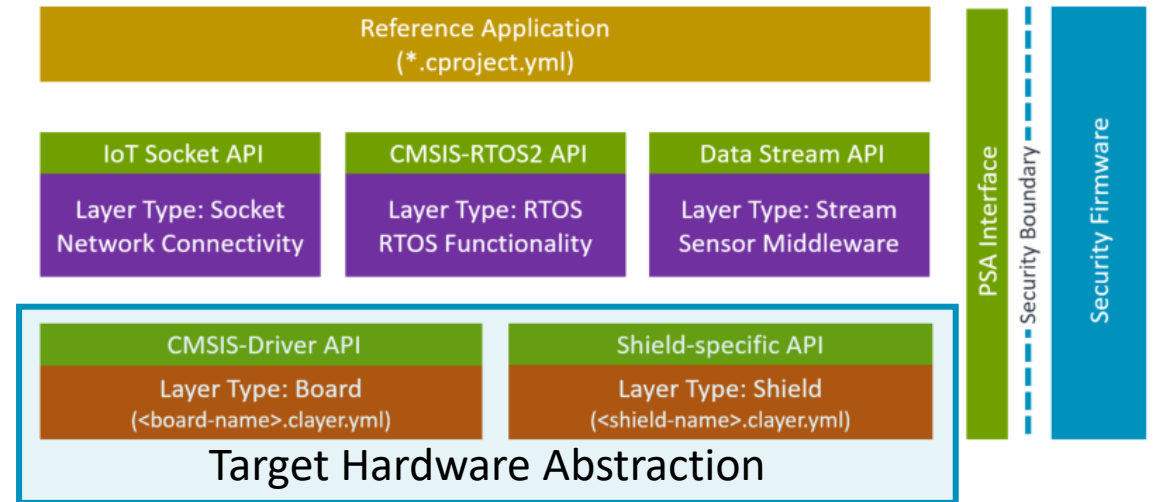 Reference Application
(*.cproject.yml)
IoT Socket API
CMSIS-RTOS2 API
Data Stream API
Layer Type: Socket
Network Connectivity
Layer Type: RTOS
RTOS Functionality
Layer Type: Stream
Sensor Middleware
CMSIS-Driver API
Shield-specific API
Layer Type: Board
(<board-name>.clayer.yml)
Layer Type: Shield
(<shield-name>.clayer.yml)
Target Hardware Abstraction
PSA Interface
Security Boundary
Security Firmware